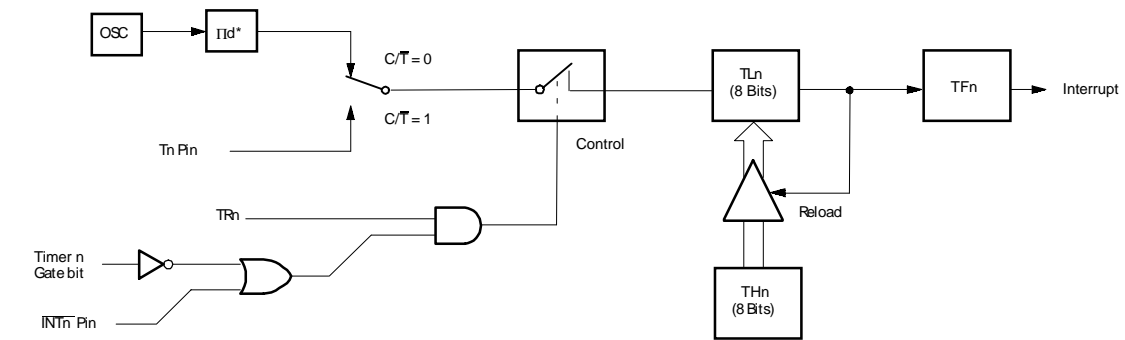 OSC
Πd*
C/T̅ = 0
C/T̅ = 1
Tn Pin
TRn
Timer n
Gate bit
I̅N̅T̅n̅ Pin
Control
TLn
(8 Bits)
TFn
Interrupt
Reload
THn
(8 Bits)